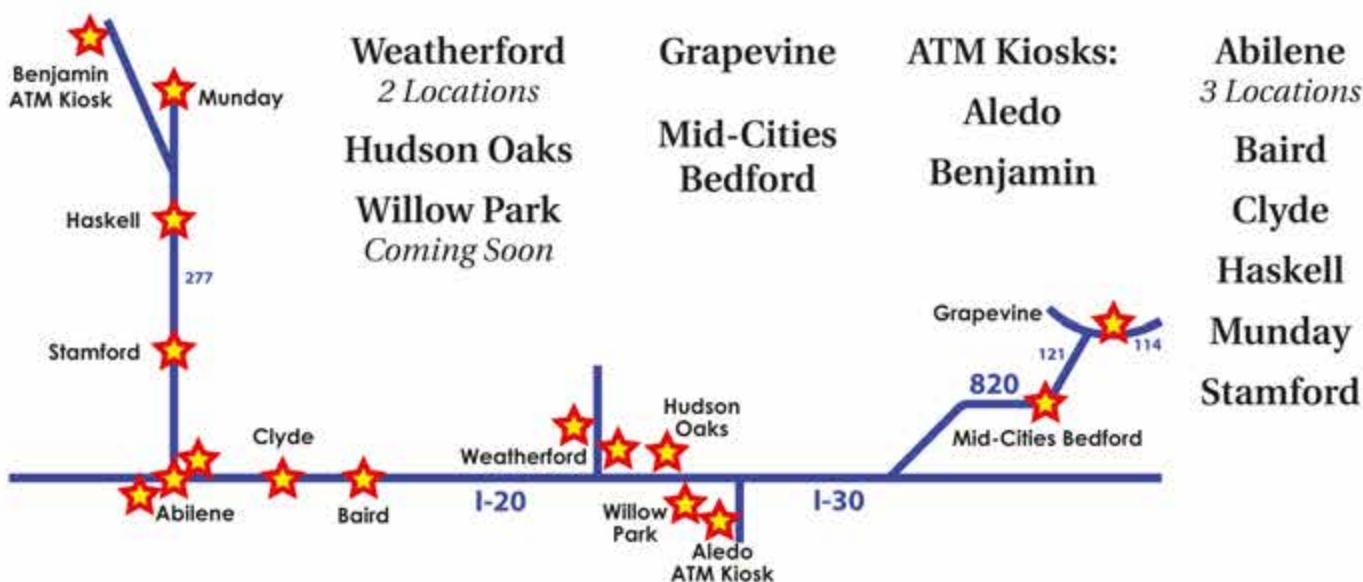 Weatherford
2 Locations
Hudson Oaks
Willow Park
Coming Soon
Grapevine
Mid-Cities
Bedford
ATM Kiosks:
Aledo
Benjamin
Abilene
3 Locations
Baird
Clyde
Haskell
Munday
Stamford
Benjamin
ATM Kiosk
Munday
Haskell
277
Stamford
Clyde
Abilene
Baird
I-20
Weatherford
Hudson
Oaks
Willow
Park
Aledo
ATM Kiosk
I-30
820
Mid-Cities Bedford
121
Grapevine
114